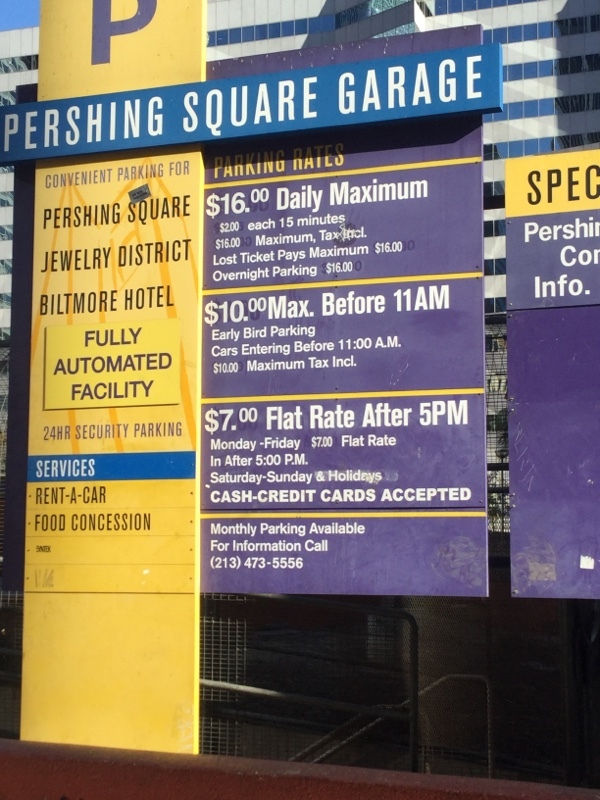 P
PERSHING SQUARE GARAGE
CONVENIENT PARKING FOR
PERSHING SQUARE
JEWELRY DISTRICT
BILTMORE HOTEL
FULLY
AUTOMATED
FACILITY
24HR SECURITY PARKING
SERVICES
RENT-A-CAR
FOOD CONCESSION
PARKING RATES
$16.00 Daily Maximum
$2.00 each 15 minutes
$16.00 Maximum, Tax Incl.
Lost Ticket Pays Maximum $16.00
Overnight Parking $16.00
$10.00 Max. Before 11AM
Early Bird Parking
Cars Entering Before 11:00 A.M.
$10.00 Maximum Tax Incl.
$7.00 Flat Rate After 5PM
Monday-Friday $7.00 Flat Rate
In After 5:00 P.M.
Saturday-Sunday & Holidays
CASH-CREDIT CARDS ACCEPTED
Monthly Parking Available
For Information Call
(213) 473-5556
SPEC
Pershin
Cor
Info.